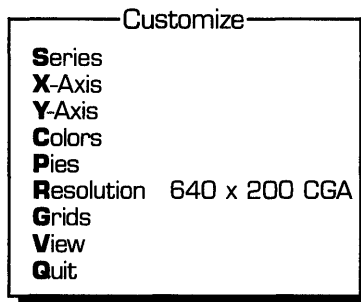 Customize
Series
X-Axis
Y-Axis
Colors
Pies
Resolution 640 x 200 CGA
Grids
View
Quit